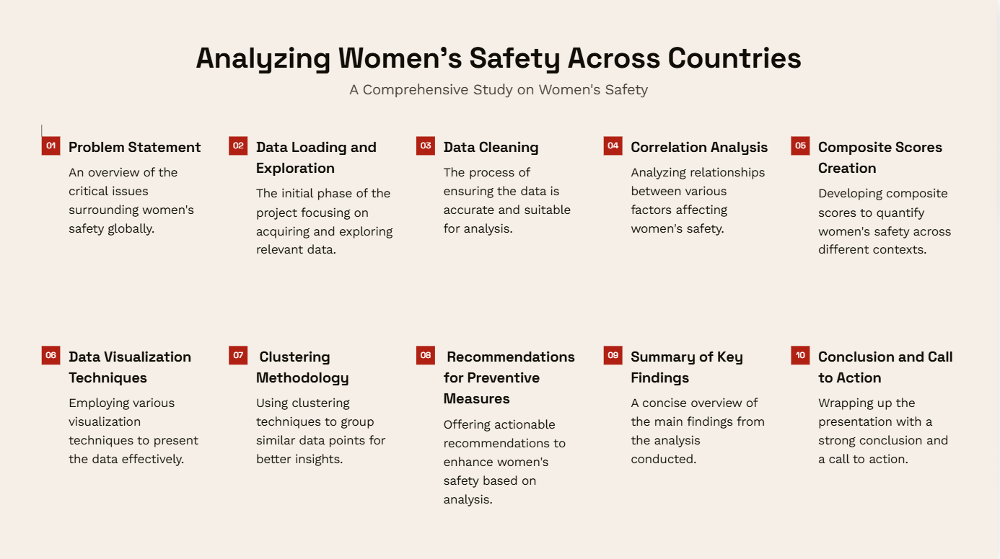 Analyzing Women's Safety Across Countries
A Comprehensive Study on Women's Safety
01
Problem Statement
An overview of the
critical issues
surrounding women's
safety globally.
02
Data Loading and
Exploration
The initial phase of the
project focusing on
acquiring and exploring
relevant data.
03
Data Cleaning
The process of
ensuring the data is
accurate and suitable
for analysis.
04
Correlation Analysis
Analyzing relationships
between various
factors affecting
women's safety.
05
Composite Scores
Creation
Developing composite
scores to quantify
women's safety across
different contexts.
06
Data Visualization
Techniques
Employing various
visualization
techniques to present
the data effectively.
07
Clustering
Methodology
Using clustering
techniques to group
similar data points for
better insights.
08
Recommendations
for Preventive
Measures
Offering actionable
recommendations to
enhance women's
safety based on
analysis.
09
Summary of Key
Findings
A concise overview of
the main findings from
the analysis
conducted.
10
Conclusion and Call
to Action
Wrapping up the
presentation with a
strong conclusion and
a call to action.